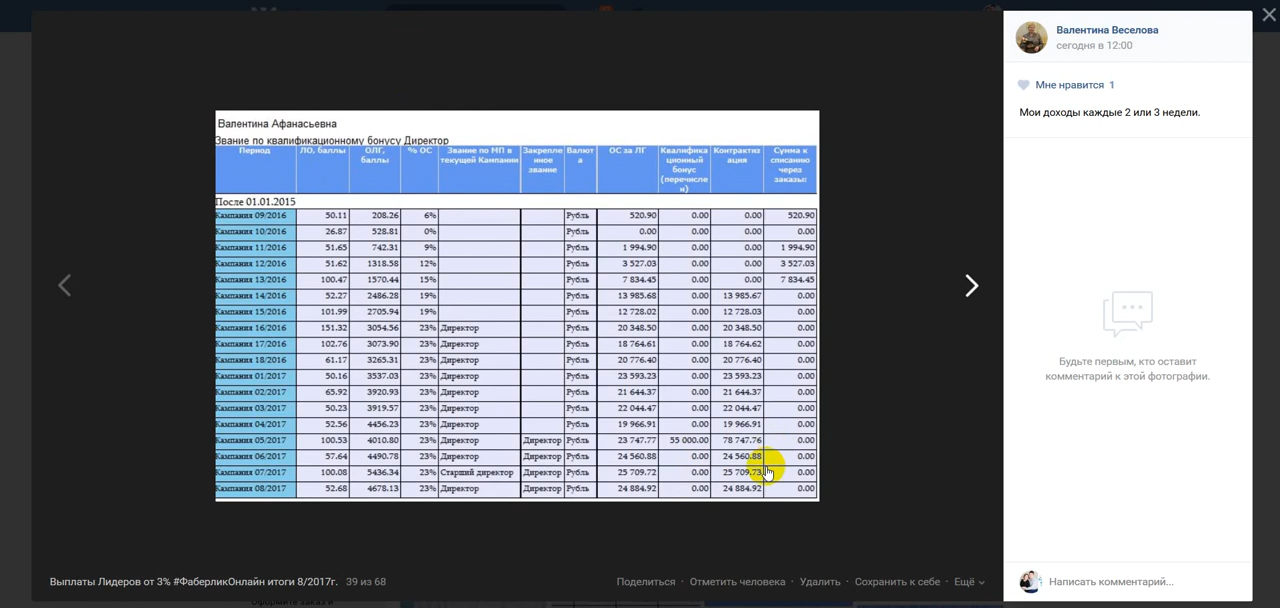 Валентина Афанасьевна
Звание по квалификационному бонусу Директор
Период ЛО, баллы ОЛГ, баллы % ОС Звание по МП в текущей Кампании Закрепленное звание Валюта ОС за ЛГ Квалификационный бонус (перечислен) Контрактизация Сумма к списанию через заказы:
После 01.01.2015
Кампания 09/2016 50.11 208.26 6% Рубль 520.90 0.00 0.00 520.90
Кампания 10/2016 26.87 528.81 0% Рубль 0.00 0.00 0.00 0.00
Кампания 11/2016 51.65 742.31 9% Рубль 1 994.90 0.00 0.00 1 994.90
Кампания 12/2016 51.62 1318.58 12% Рубль 3 527.03 0.00 0.00 3 527.03
Кампания 13/2016 100.47 1570.44 15% Рубль 7 834.45 0.00 0.00 7 834.45
Кампания 14/2016 52.27 2486.28 19% Рубль 13 985.68 0.00 13 985.67 0.00
Кампания 15/2016 101.99 2705.94 19% Рубль 12 728.02 0.00 12 728.03 0.00
Кампания 16/2016 151.32 3054.56 23% Директор Рубль 20 348.50 0.00 20 348.50 0.00
Кампания 17/2016 102.76 3073.90 23% Директор Рубль 18 764.61 0.00 18 764.62 0.00
Кампания 18/2016 61.17 3265.31 23% Директор Рубль 20 776.40 0.00 20 776.40 0.00
Кампания 01/2017 50.16 3537.03 23% Директор Рубль 23 593.23 0.00 23 593.23 0.00
Кампания 02/2017 65.92 3920.93 23% Директор Рубль 21 644.37 0.00 21 644.37 0.00
Кампания 03/2017 50.23 3919.57 23% Директор Рубль 22 044.47 0.00 22 044.47 0.00
Кампания 04/2017 52.56 4456.23 23% Директор Рубль 19 966.91 0.00 19 966.91 0.00
Кампания 05/2017 100.53 4010.80 23% Директор Директор Рубль 23 747.77 55 000.00 78 747.76 0.00
Кампания 06/2017 57.64 4490.78 23% Директор Директор Рубль 24 560.88 0.00 24 560.88 0.00
Кампания 07/2017 100.08 5436.34 23% Старший директор Директор Рубль 25 709.72 0.00 25 709.73 0.00
Кампания 08/2017 52.68 4678.13 23% Директор Директор Рубль 24 884.92 0.00 24 884.92 0.00
Выплаты Лидеров от 3% #ФаберликОнлайн итоги 8/2017г. 39 из 68
Поделиться · Отметить человека · Удалить · Сохранить к себе · Ещё
Валентина Веселова
сегодня в 12:00
Мне нравится 1
Мои доходы каждые 2 или 3 недели.
Будьте первым, кто оставит
комментарий к этой фотографии.
Написать комментарий...